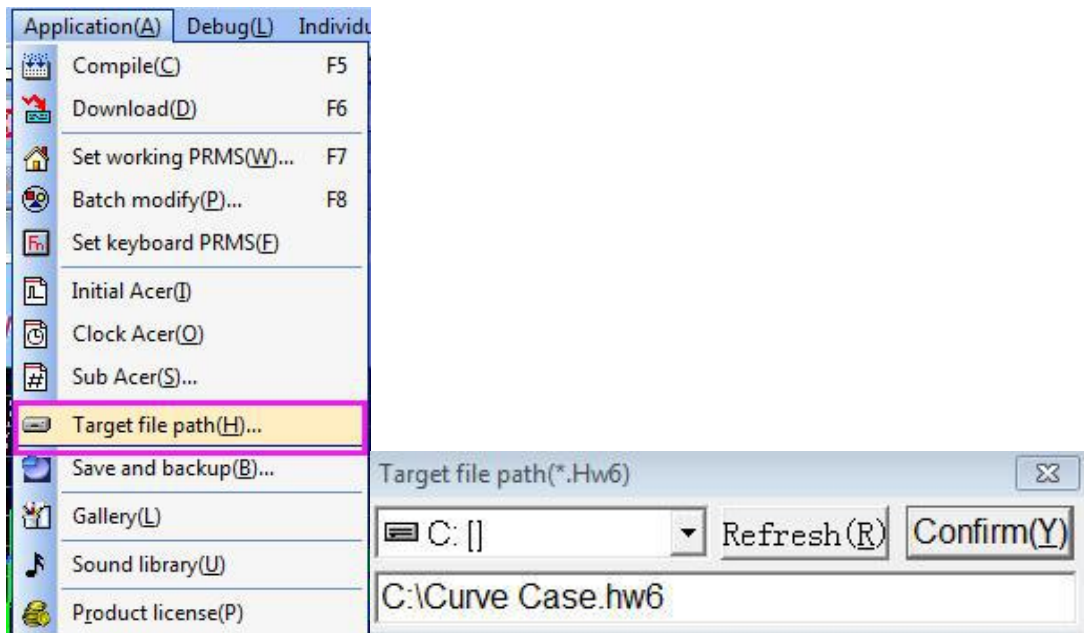 Application(A) Debug(L) Individu
Compile(C) F5
Download(D) F6
Set working PRMS(W)... F7
Batch modify(P)... F8
Fn Set keyboard PRMS(F)
Initial Acer(I)
Clock Acer(O)
# Sub Acer(S)...
Target file path(H)...
Save and backup(B)...
Gallery(L)
Sound library(U)
Product license(P)
Target file path(*.Hw6)
C: [] Refresh(R) Confirm(Y)
C:\Curve Case.hw6